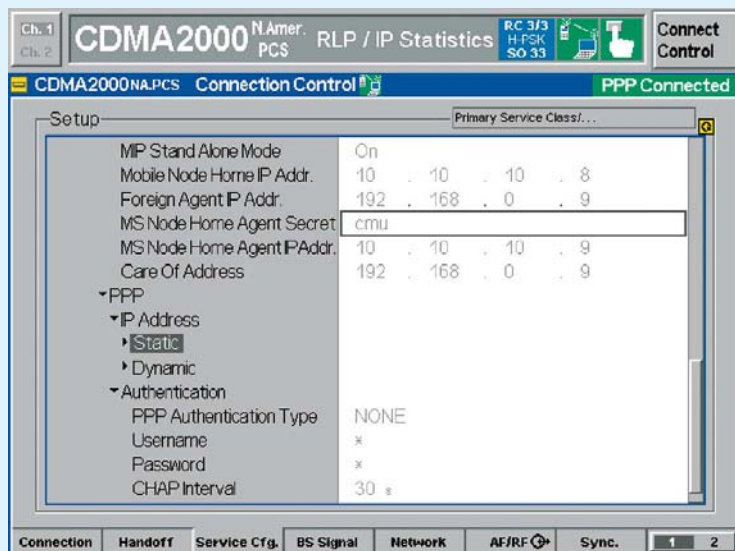 Ch. 1
Ch. 2
CDMA2000 N.Amer. PCS RLP / IP Statistics
RC 3/3
H-PSK
SO 33
Connect Control
CDMA2000 NA.PCS Connection Control PPP Connected
Setup
Primary Service Class/...
MIP Stand Alone Mode On
Mobile Node Home IP Addr. 10 . 10 . 10 . 8
Foreign Agent IP Addr. 192 . 168 . 0 . 9
MS Node Home Agent Secret cmu
MS Node Home Agent IPAddr. 10 . 10 . 10 . 9
Care Of Address 192 . 168 . 0 . 9
PPP
IP Address
Static
Dynamic
Authentication
PPP Authentication Type NONE
Username *
Password *
CHAP Interval 30 s
Connection Handoff Service Cfg. BS Signal Network AF/RF Sync. 1 2